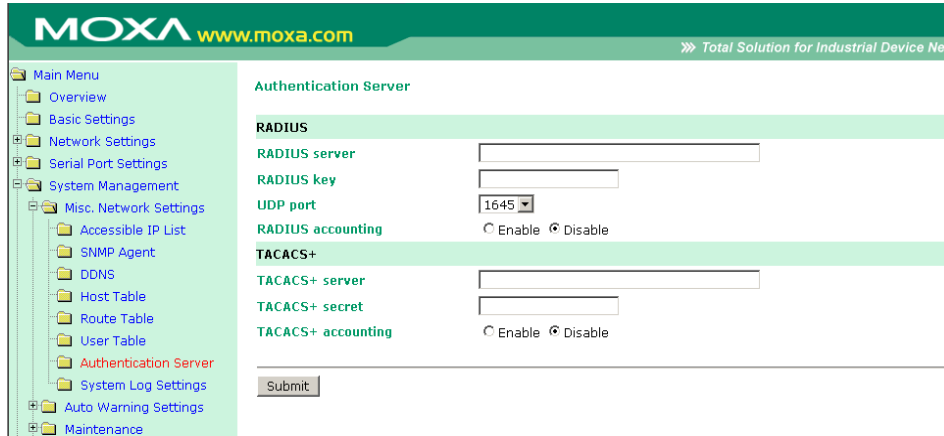 MOXA www.moxa.com
Total Solution for Industrial Device Ne
Main Menu
Overview
Basic Settings
Network Settings
Serial Port Settings
System Management
Misc. Network Settings
Accessible IP List
SNMP Agent
DDNS
Host Table
Route Table
User Table
Authentication Server
System Log Settings
Auto Warning Settings
Maintenance
Authentication Server
RADIUS
RADIUS server
RADIUS key
UDP port 1645
RADIUS accounting Enable Disable
TACACS+
TACACS+ server
TACACS+ secret
TACACS+ accounting Enable Disable
Submit